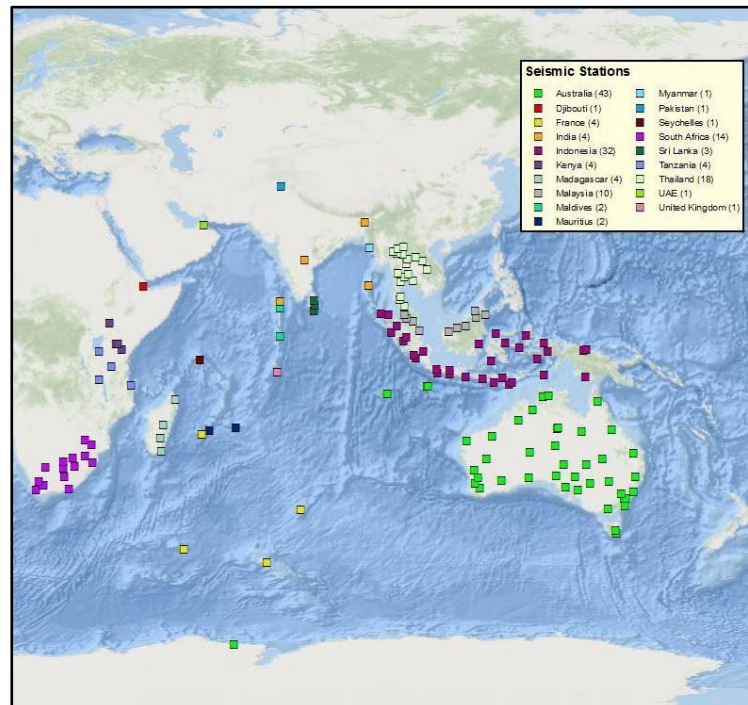 Seismic Stations
Australia (43)
Djibouti (1)
France (4)
India (4)
Indonesia (32)
Kenya (4)
Madagascar (4)
Malaysia (10)
Maldives (2)
Mauritius (2)
Myanmar (1)
Pakistan (1)
Seychelles (1)
South Africa (14)
Sri Lanka (3)
Tanzania (4)
Thailand (18)
UAE (1)
United Kingdom (1)